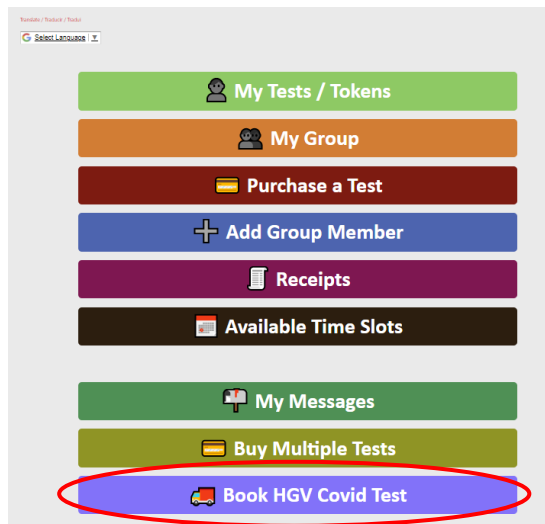 Select Language
My Tests / Tokens
My Group
Purchase a Test
Add Group Member
Receipts
Available Time Slots
My Messages
Buy Multiple Tests
Book HGV Covid Test